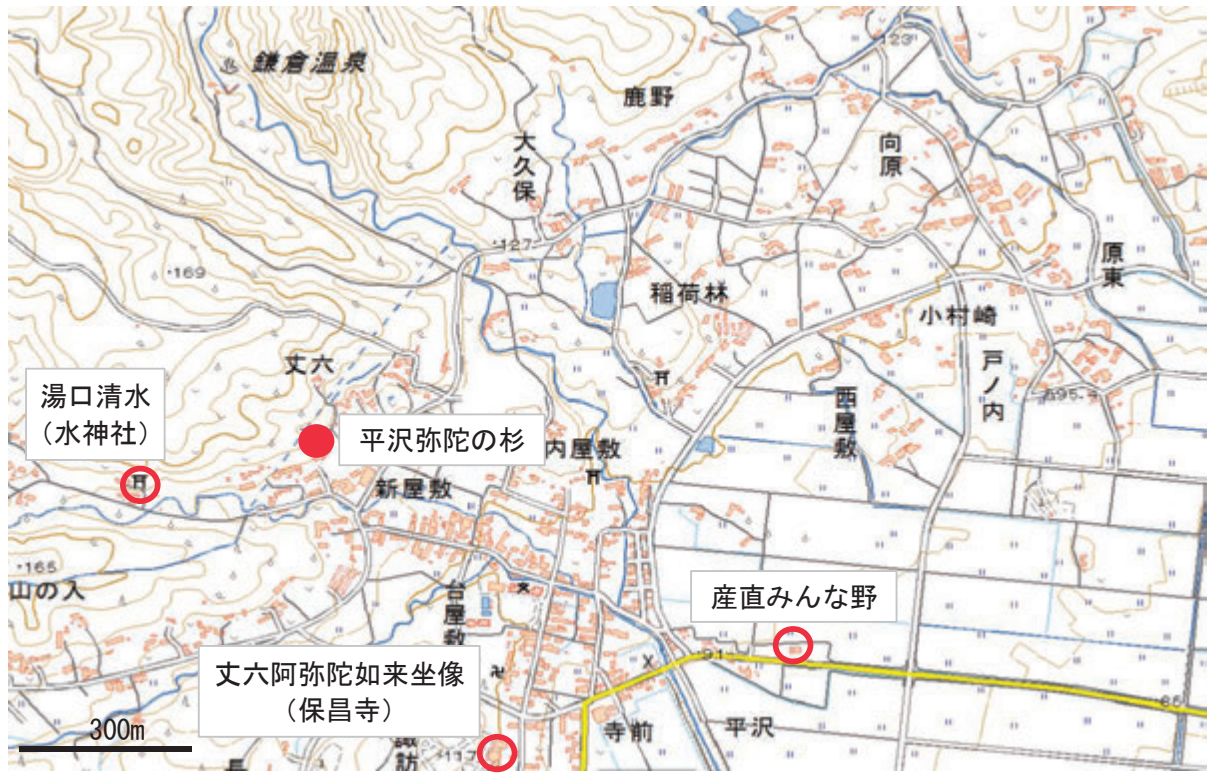 鎌倉温泉
鹿野
・123
大久保
向原
・127
原東
・169
稲荷林
小村崎
丈六
戸ノ内
湯口清水
(水神社)
平沢弥陀の杉
内屋敷
西屋敷
新屋敷
・165
山の入
台屋敷
産直みんな野
丈六阿弥陀如来坐像
(保昌寺)
300m
寺前
平沢
諏訪
・117